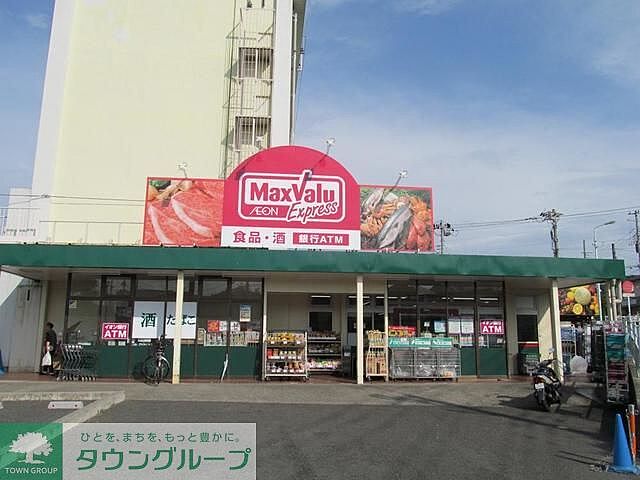 MaxValu
ÆON Express
食品・酒 銀行ATM
イオン銀行
ATM
酒
たばこ
イオン銀行
ATM
TOWN GROUP
ひとを、まちを、もっと豊かに。
タウングループ